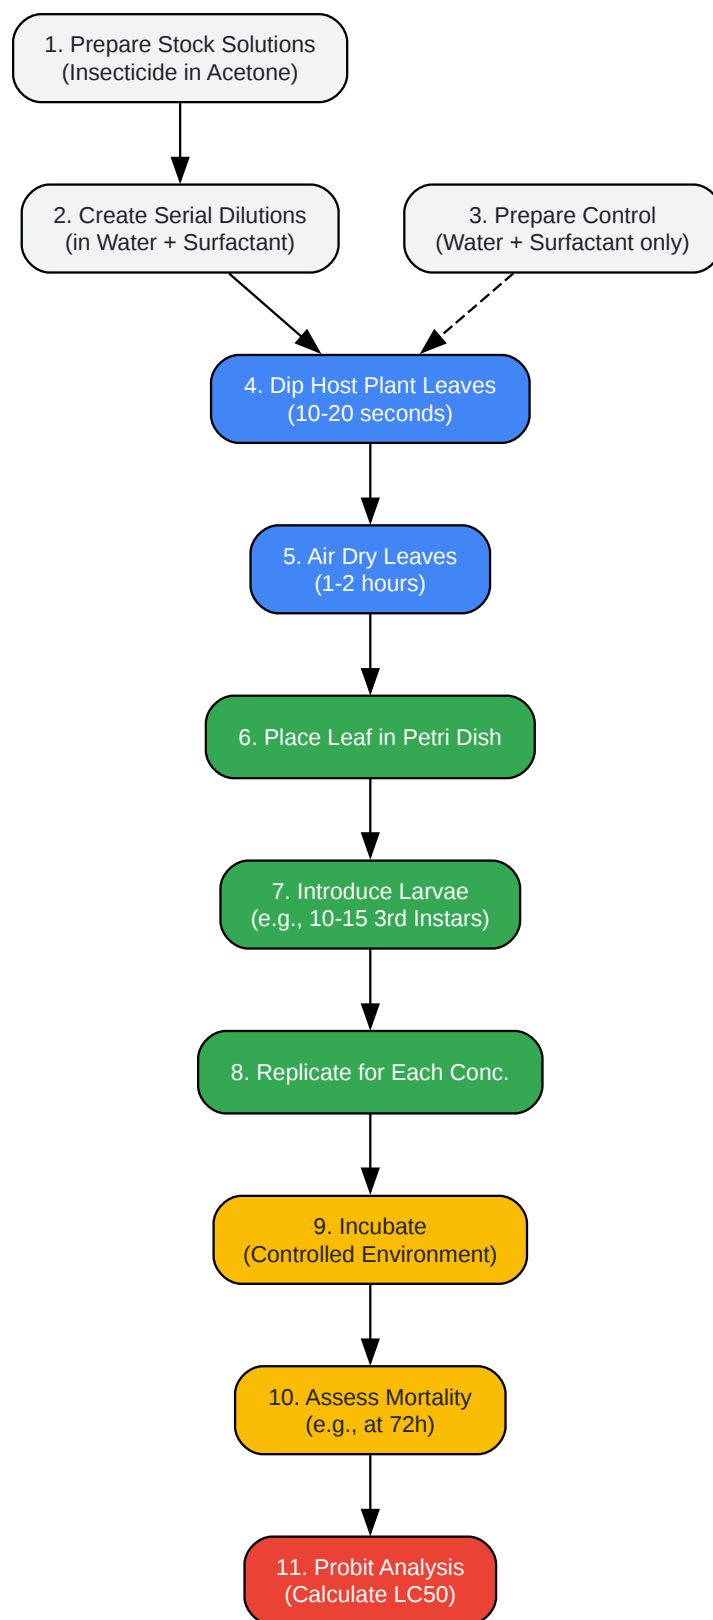 1. Prepare Stock Solutions
(Insecticide in Acetone)
2. Create Serial Dilutions
(in Water + Surfactant)
3. Prepare Control
(Water + Surfactant only)
4. Dip Host Plant Leaves
(10-20 seconds)
5. Air Dry Leaves
(1-2 hours)
6. Place Leaf in Petri Dish
7. Introduce Larvae
(e.g., 10-15 3rd Instars)
8. Replicate for Each Conc.
9. Incubate
(Controlled Environment)
10. Assess Mortality
(e.g., at 72h)
11. Probit Analysis
(Calculate LC50)